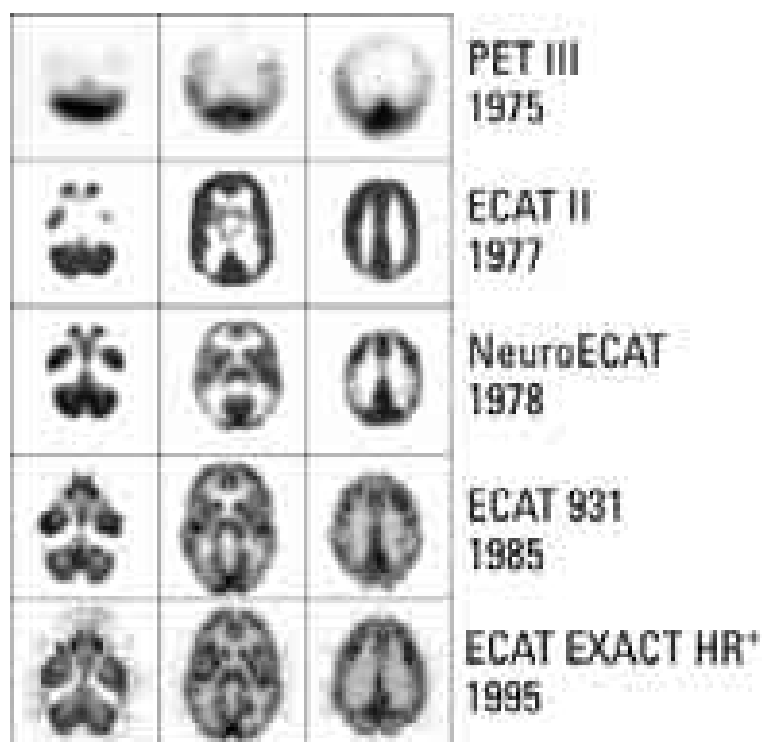 PET III
1975
ECAT II
1977
NeuroECAT
1978
ECAT 931
1985
ECAT EXACT HR+
1995